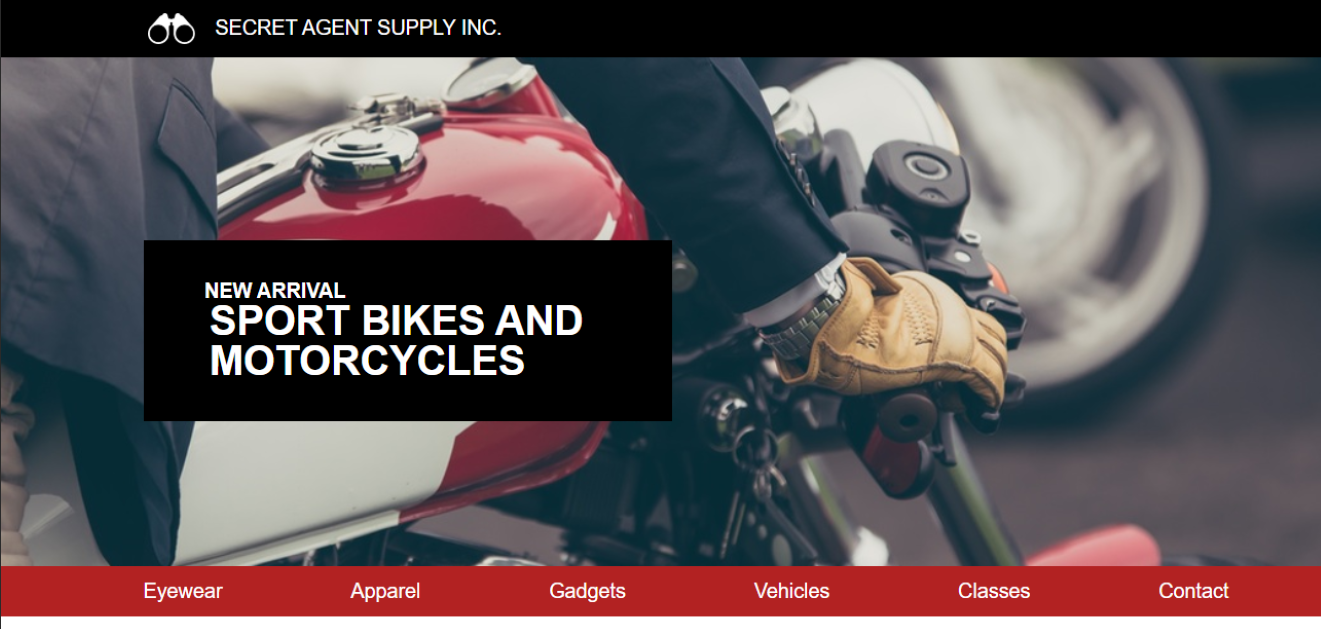 SECRET AGENT SUPPLY INC.
NEW ARRIVAL
SPORT BIKES AND
MOTORCYCLES
Eyewear Apparel Gadgets Vehicles Classes Contact